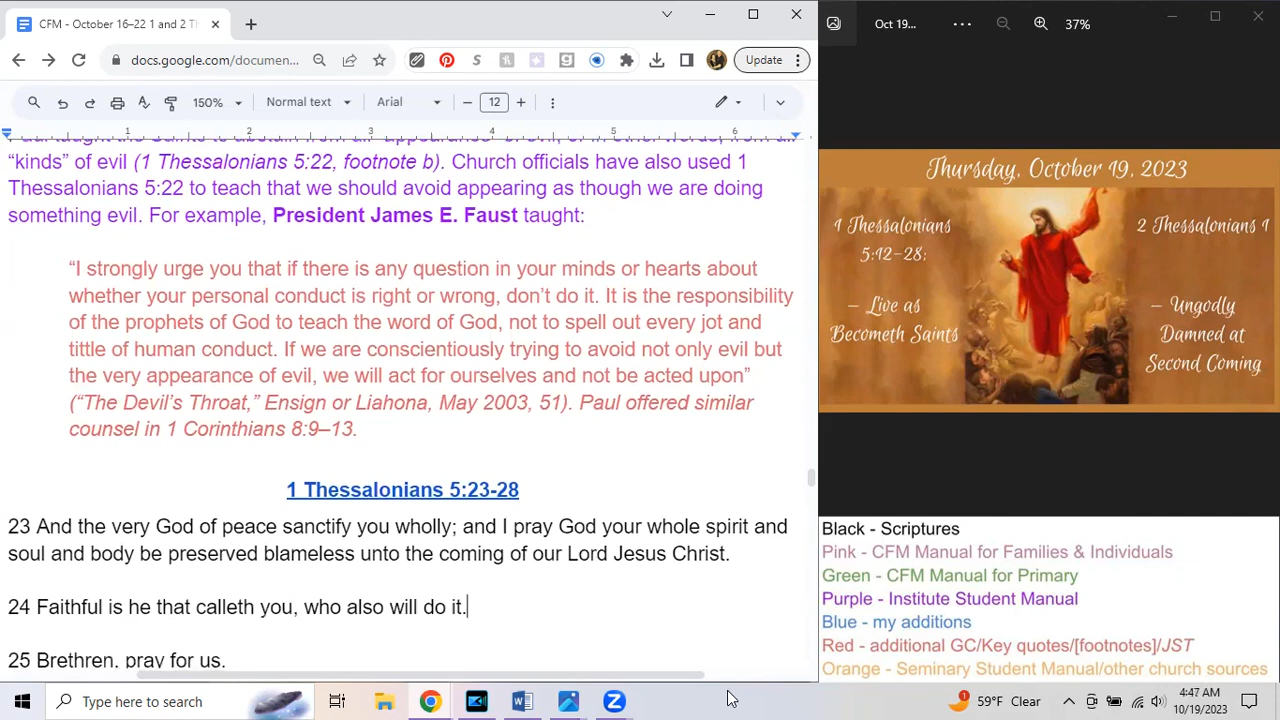 CFM - October 16–22 1 and 2 Th
Oct 19...
37%
docs.google.com/documen...
Update
150%
Normal text
Arial
12
1 2 3 4 5 6
“kinds” of evil (1 Thessalonians 5:22, footnote b). Church officials have also used 1
Thessalonians 5:22 to teach that we should avoid appearing as though we are doing
something evil. For example, President James E. Faust taught:
“I strongly urge you that if there is any question in your minds or hearts about
whether your personal conduct is right or wrong, don’t do it. It is the responsibility
of the prophets of God to teach the word of God, not to spell out every jot and
tittle of human conduct. If we are conscientiously trying to avoid not only evil but
the very appearance of evil, we will act for ourselves and not be acted upon”
(“The Devil’s Throat,” Ensign or Liahona, May 2003, 51). Paul offered similar
counsel in 1 Corinthians 8:9–13.
1 Thessalonians 5:23-28
23 And the very God of peace sanctify you wholly; and I pray God your whole spirit and
soul and body be preserved blameless unto the coming of our Lord Jesus Christ.
24 Faithful is he that calleth you, who also will do it.
25 Brethren, pray for us.
Thursday, October 19, 2023
1 Thessalonians
5:12–28;
– Live as
Becometh Saints
2 Thessalonians 1
– Ungodly
Damned at
Second Coming
Black - Scriptures
Pink - CFM Manual for Families & Individuals
Green - CFM Manual for Primary
Purple - Institute Student Manual
Blue - my additions
Red - additional GC/Key quotes/[footnotes]/JST
Orange - Seminary Student Manual/other church sources
Type here to search
1
59°F Clear
4:47 AM
10/19/2023